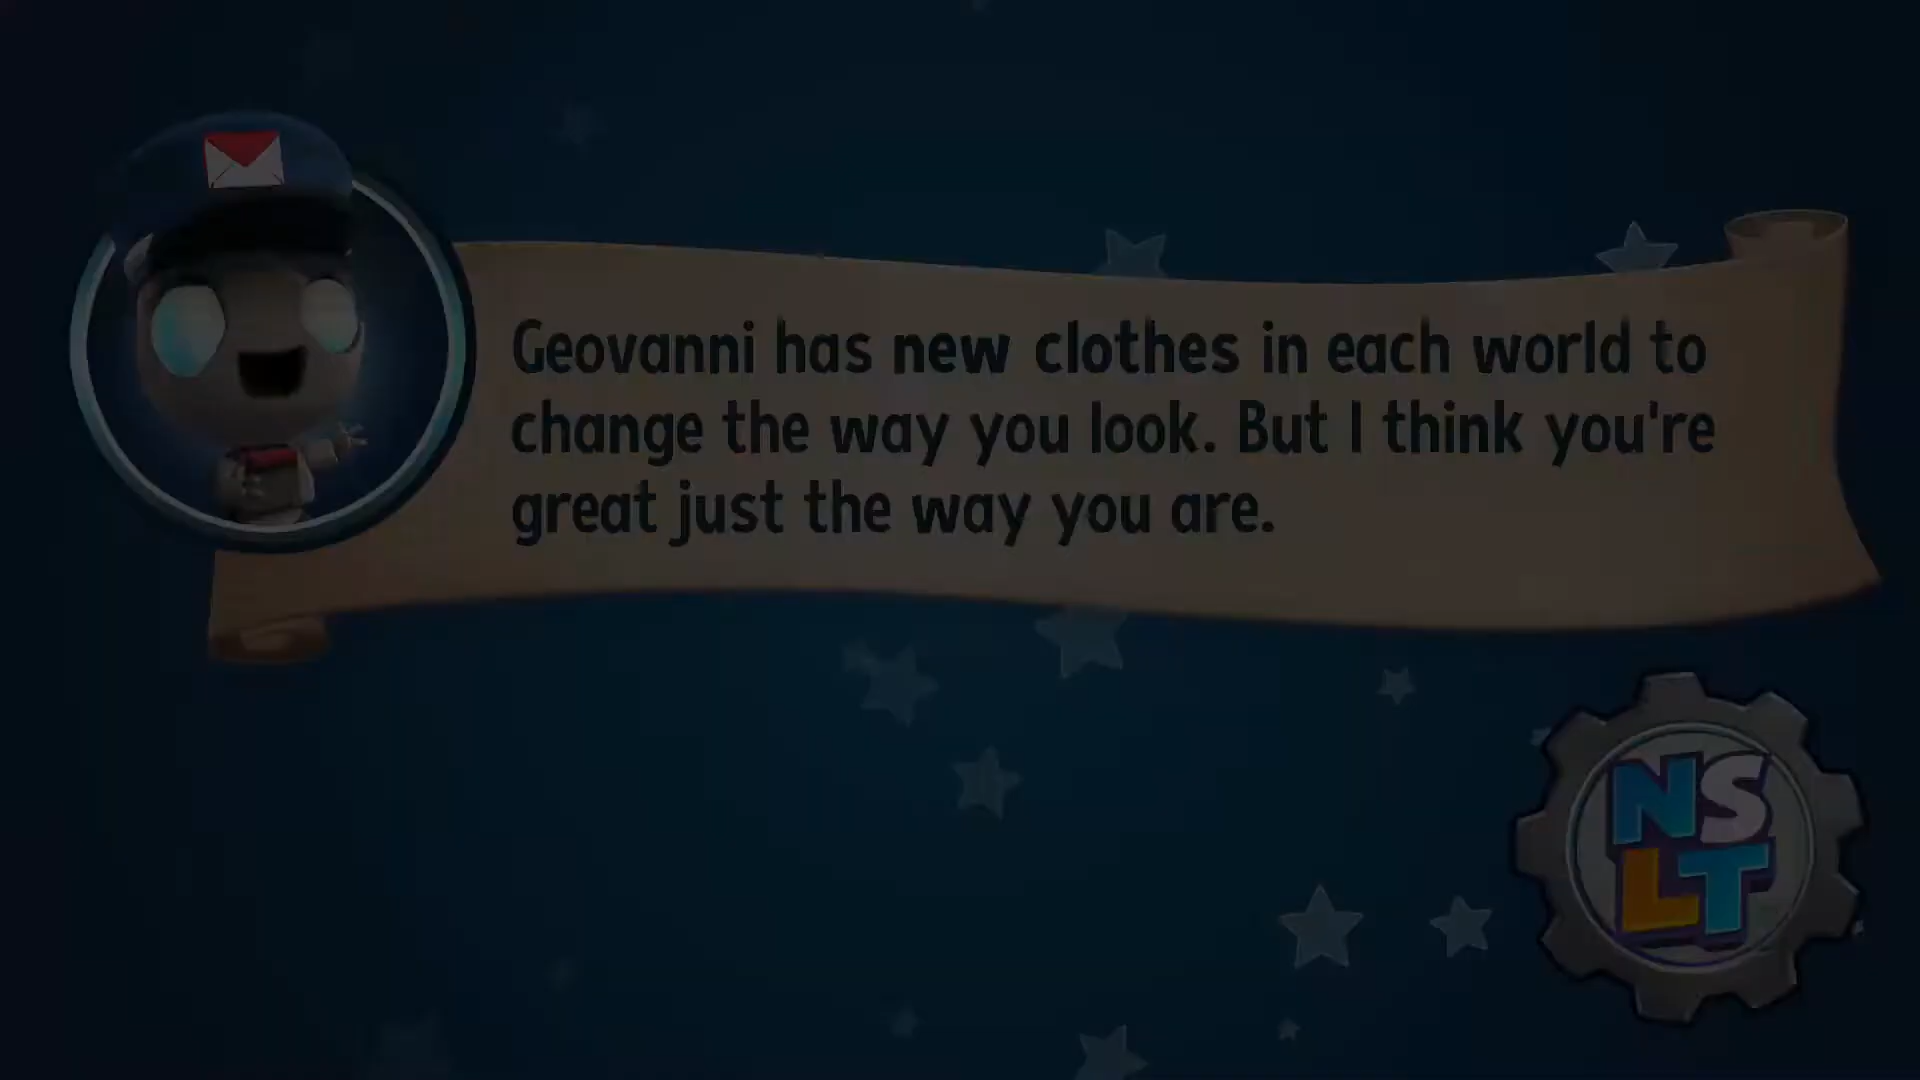 Geovanni has new clothes in each world to
change the way you look. But I think you're
great just the way you are.
NS
LT